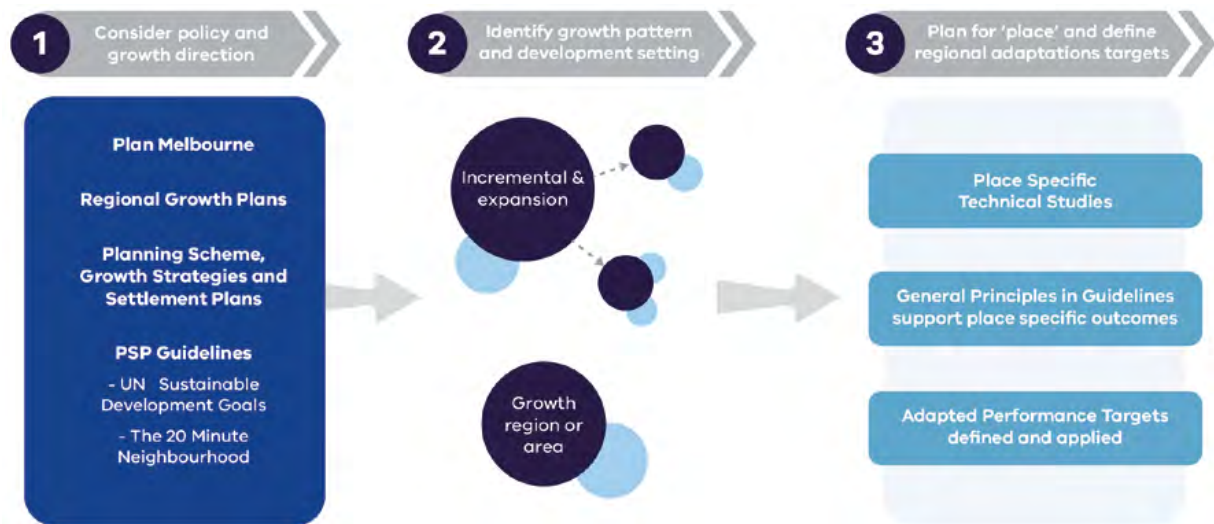 1
Consider policy and
growth direction
Plan Melbourne
Regional Growth Plans
Planning Scheme,
Growth Strategies and
Settlement Plans
PSP Guidelines
- UN Sustainable
Development Goals
- The 20 Minute
Neighbourhood
2
Identify growth pattern
and development setting
Incremental &
expansion
Growth
region or
area
3
Plan for 'place' and define
regional adaptations targets
Place Specific
Technical Studies
General Principles in Guidelines
support place specific outcomes
Adapted Performance Targets
defined and applied